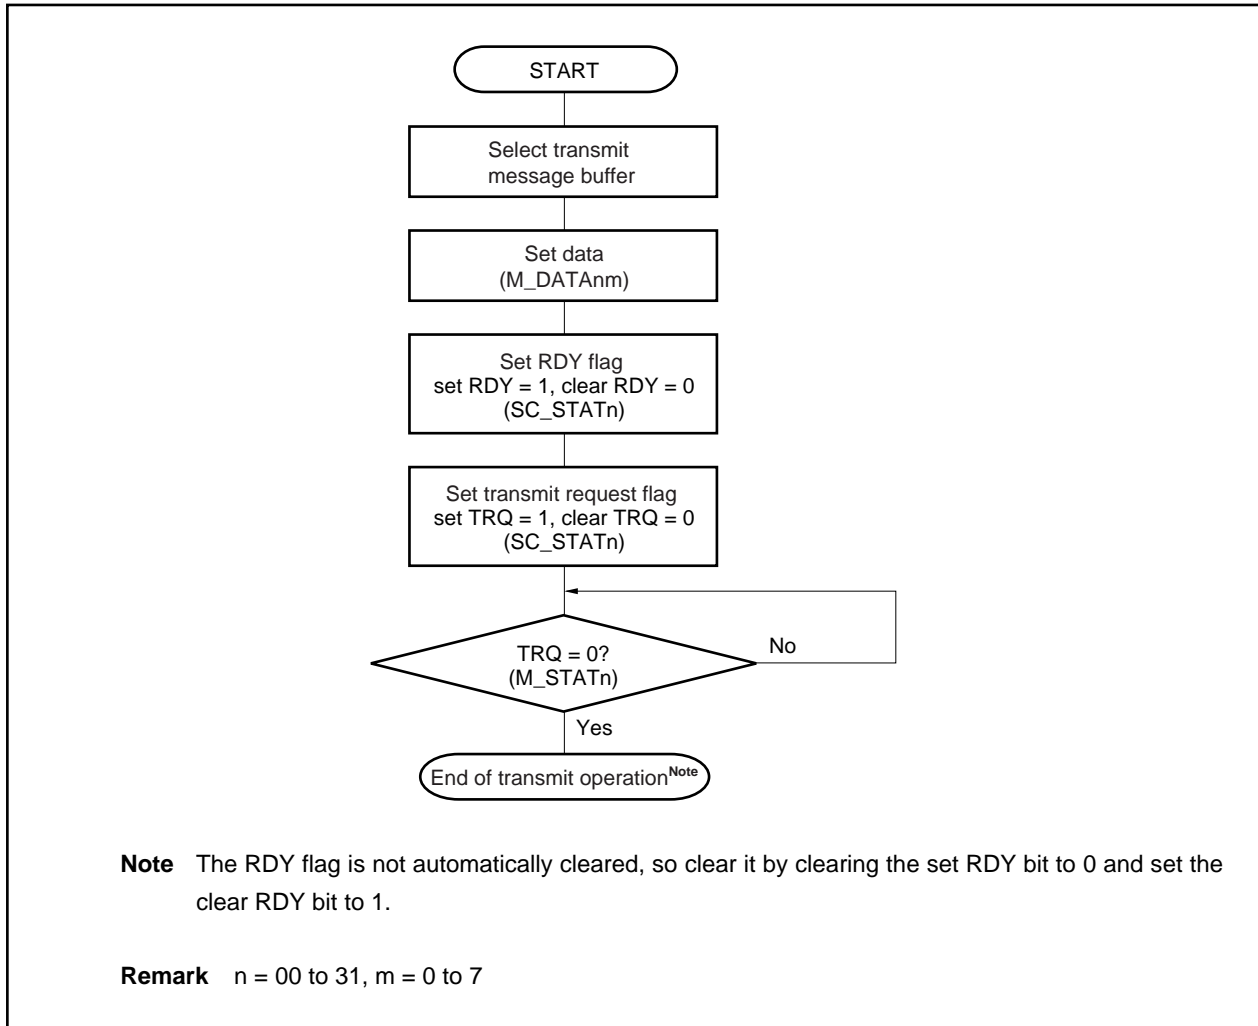 START
Select transmit
message buffer
Set data
(M_DATAnm)
Set RDY flag
set RDY = 1, clear RDY = 0
(SC_STATn)
Set transmit request flag
set TRQ = 1, clear TRQ = 0
(SC_STATn)
TRQ = 0?
(M_STATn)
No
Yes
End of transmit operationNote
Note The RDY flag is not automatically cleared, so clear it by clearing the set RDY bit to 0 and set the
clear RDY bit to 1.
Remark n = 00 to 31, m = 0 to 7